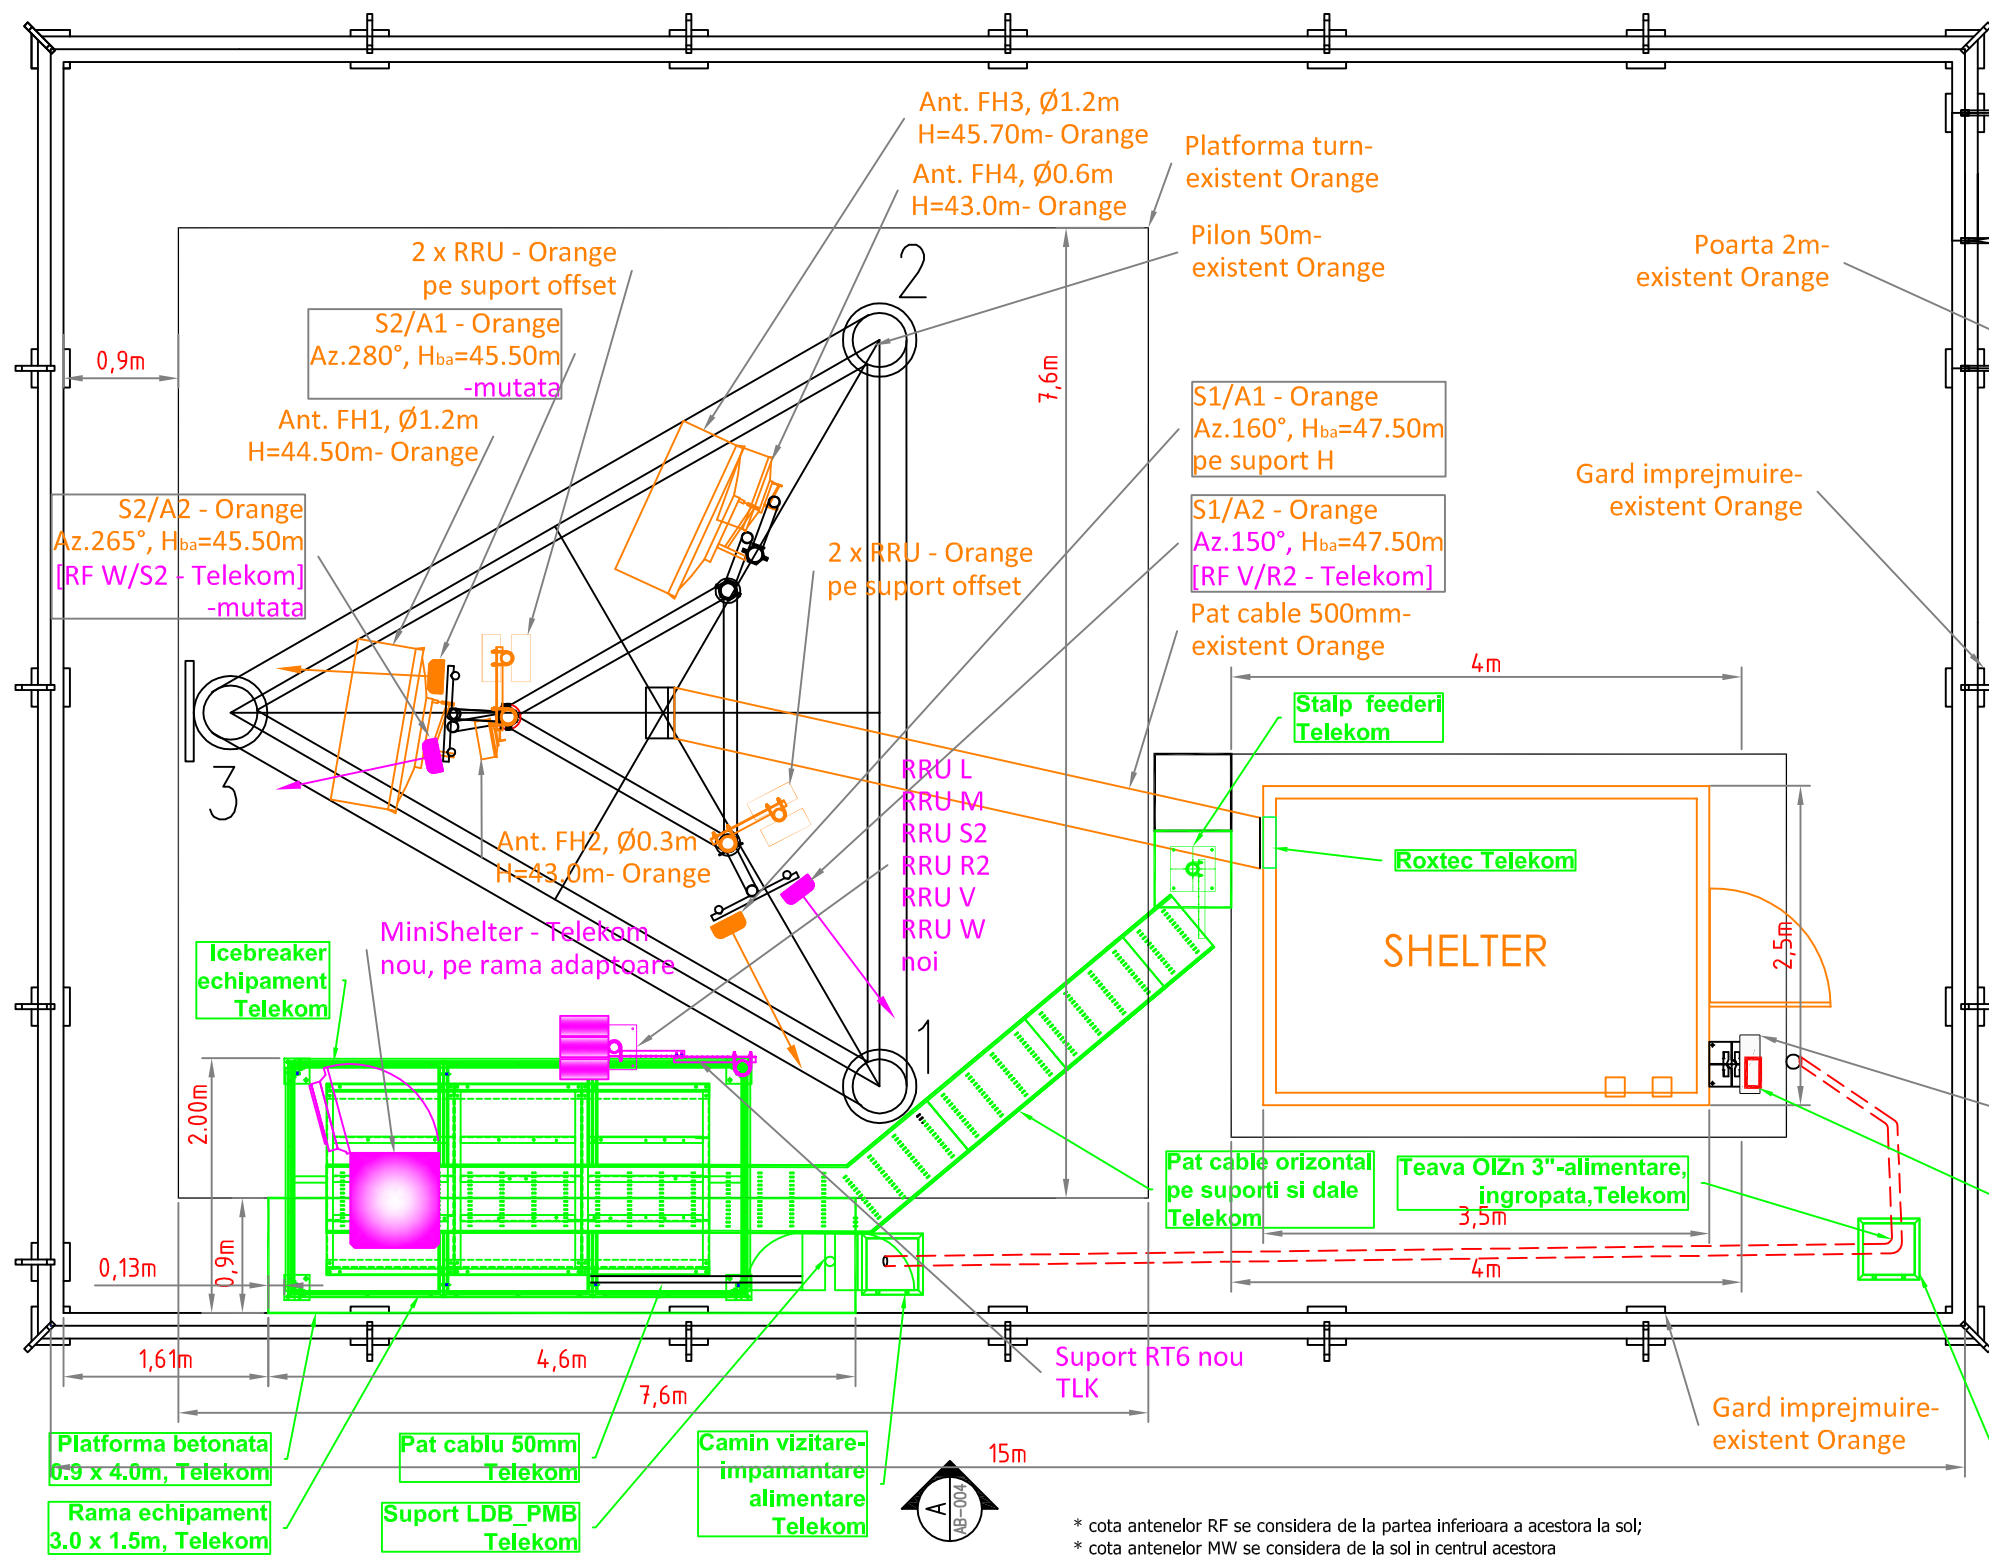 Ant. FH3, Ø1.2m
H=45.70m- Orange
Ant. FH4, Ø0.6m
H=43.0m- Orange
Platforma turn-
existent Orange
Pilon 50m-
existent Orange
Poarta 2m-
existent Orange
2 x RRU - Orange
pe suport offset
2
S2/A1 - Orange
Az.280°, Hba=45.50m
-mutata
0,9m
7,6m
Ant. FH1, Ø1.2m
H=44.50m- Orange
S1/A1 - Orange
Az.160°, Hba=47.50m
pe suport H
Gard imprejmuire-
existent Orange
S2/A2 - Orange
Az.265°, Hba=45.50m
[RF W/S2 - Telekom]
-mutata
S1/A2 - Orange
Az.150°, Hba=47.50m
[RF V/R2 - Telekom]
2 x RRU - Orange
pe suport offset
Pat cable 500mm-
existent Orange
4m
Stalp feederi
Telekom
3
RRU L
RRU M
RRU S2
RRU R2
RRU V
RRU W
noi
Ant. FH2, Ø0.3m
H=43.0m- Orange
Roxtec Telekom
SHELTER
2,5m
MiniShelter - Telekom
nou, pe rama adaptoare
Icebreaker
echipament
Telekom
1
2.00m
Pat cable orizontal
pe suporti si dale
Telekom
Teava OlZn 3"-alimentare,
ingropata,Telekom
3,5m
0,13m
0,9m
4m
1,61m
4,6m
7,6m
Suport RT6 nou
TLK
Gard imprejmuire-
existent Orange
Platforma betonata
0.9 x 4.0m, Telekom
Pat cablu 50mm
Telekom
Camin vizitare-
impamantare
alimentare
Telekom
15m
Rama echipament
3.0 x 1.5m, Telekom
Suport LDB_PMB
Telekom
A
AB-004
* cota antenelor RF se considera de la partea inferioara a acestora la sol;
* cota antenelor MW se considera de la sol in centrul acestora